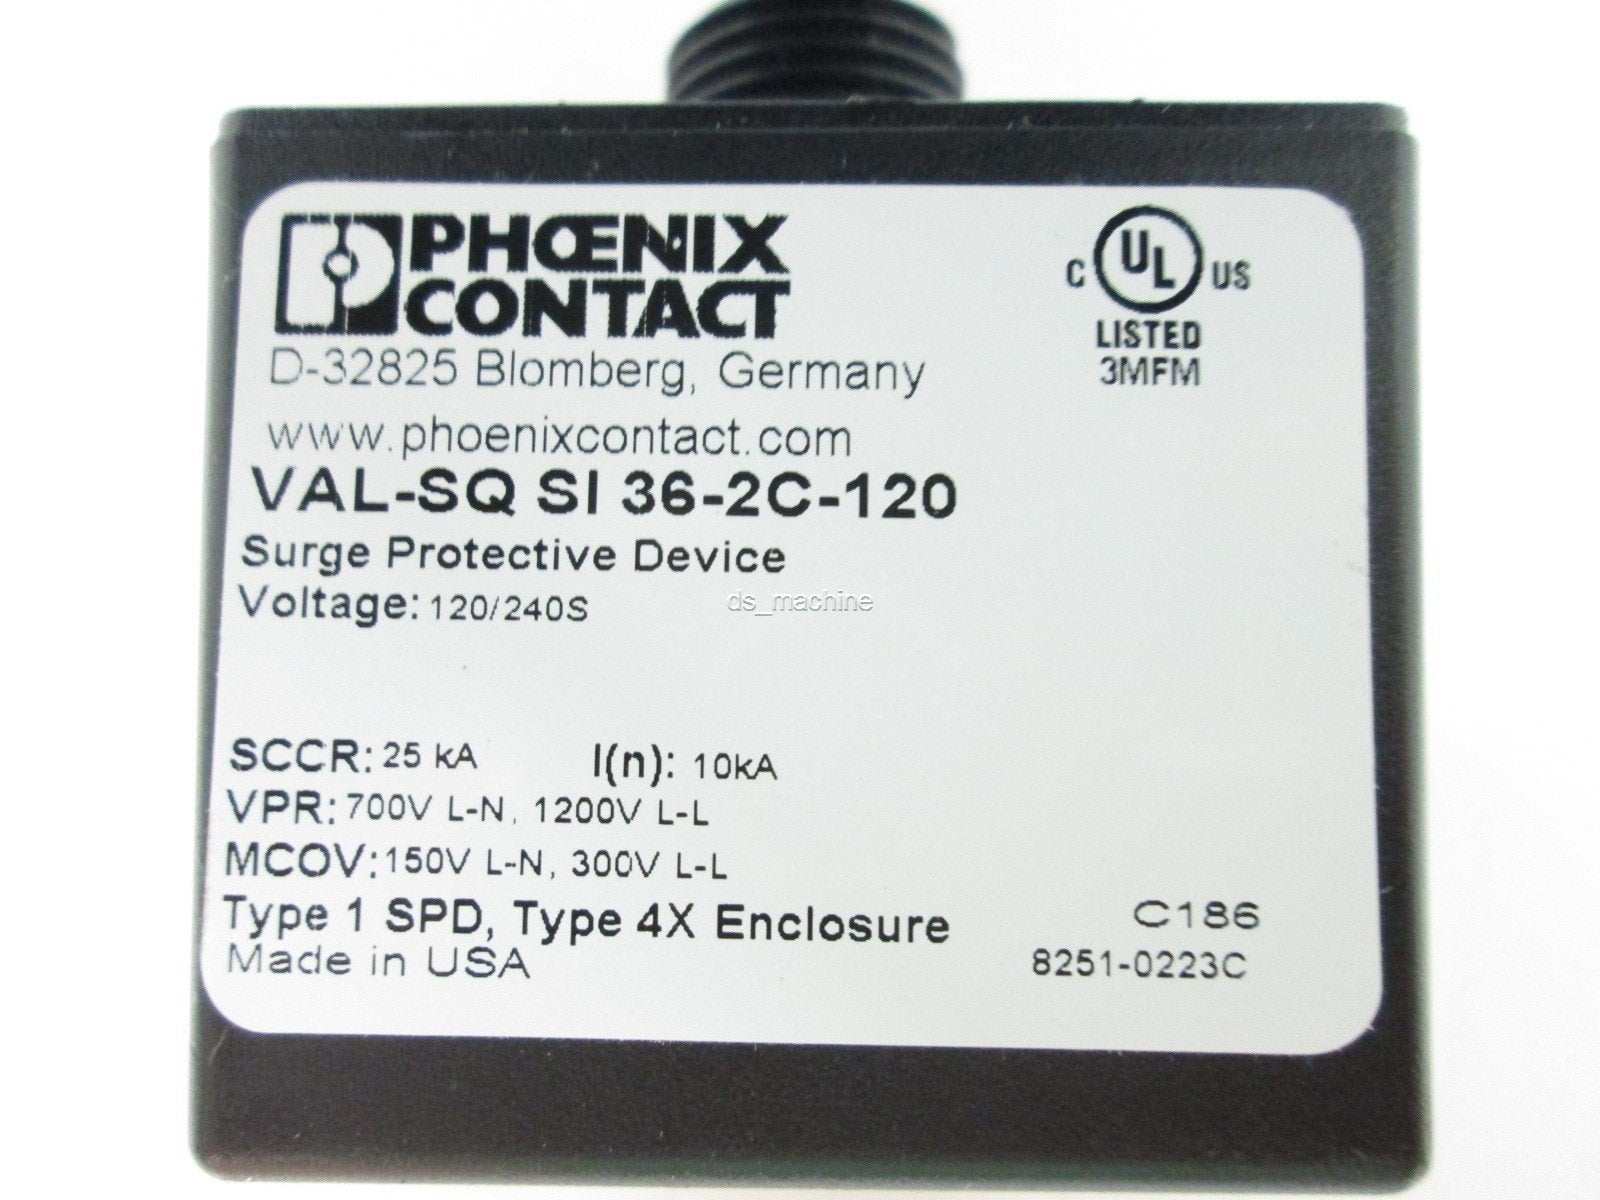 PHŒNIX
CONTACT
D-32825 Blomberg, Germany
www.phoenixcontact.com
C UL US
LISTED
3MFM
VAL-SQ SI 36-2C-120
Surge Protective Device
Voltage: 120/240S
ds_machine
SCCR: 25 kA I(n): 10kA
VPR: 700V L-N, 1200V L-L
MCOV: 150V L-N, 300V L-L
Type 1 SPD, Type 4X Enclosure
Made in USA
C186
8251-0223C